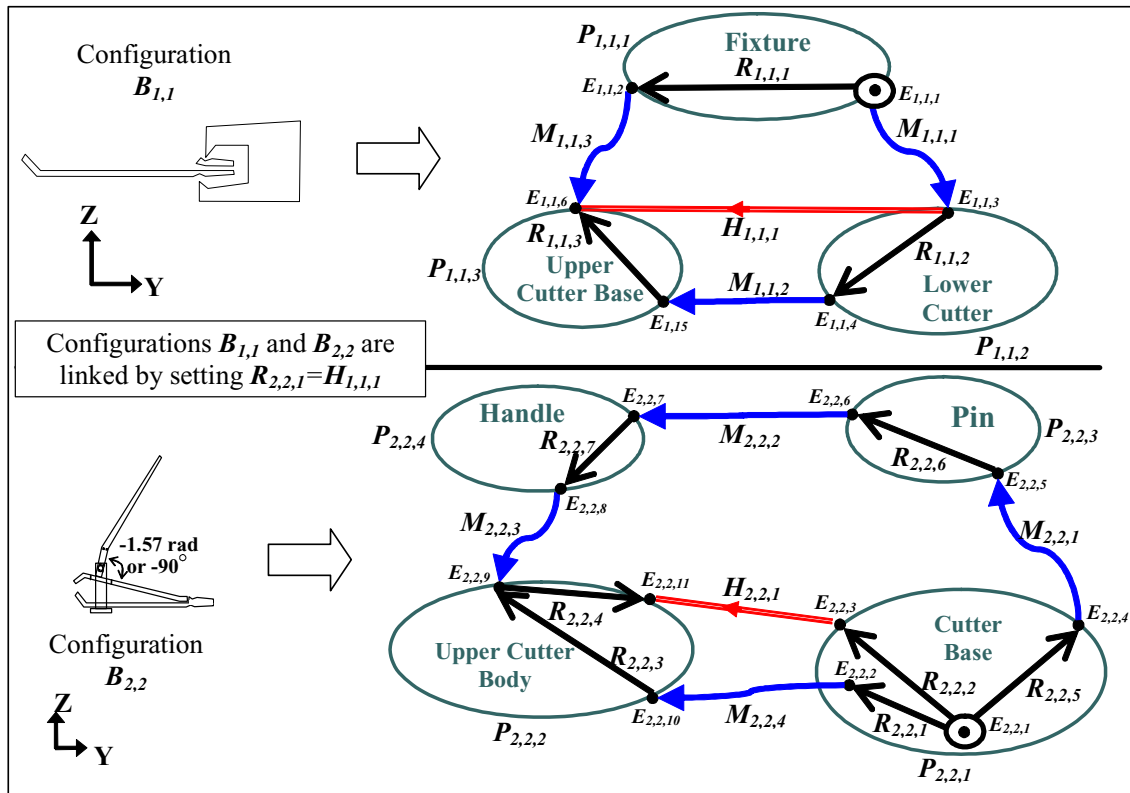 Configuration
B1,1
Z
Y
P1,1,1
Fixture
R1,1,1
E1,1,2
E1,1,1
M1,1,3
M1,1,1
E1,1,6
E1,1,3
H1,1,1
R1,1,3
R1,1,2
P1,1,3
Upper
Cutter Base
M1,1,2
Lower
Cutter
E1,15
E1,1,4
P1,1,2
Configurations B1,1 and B2,2 are
linked by setting R2,2,1=H1,1,1
Handle
E2,2,7
E2,2,6
Pin
P2,2,4
R2,2,7
M2,2,2
R2,2,6
P2,2,3
E2,2,5
E2,2,8
M2,2,3
M2,2,1
-1.57 rad
or -90°
Configuration
B2,2
Z
Y
E2,2,9
E2,2,11
H2,2,1
E2,2,3
E2,2,4
R2,2,4
Cutter
Base
Upper Cutter
Body
R2,2,3
E2,2,2
R2,2,2
R2,2,5
E2,2,10
M2,2,4
R2,2,1
E2,2,1
P2,2,2
P2,2,1